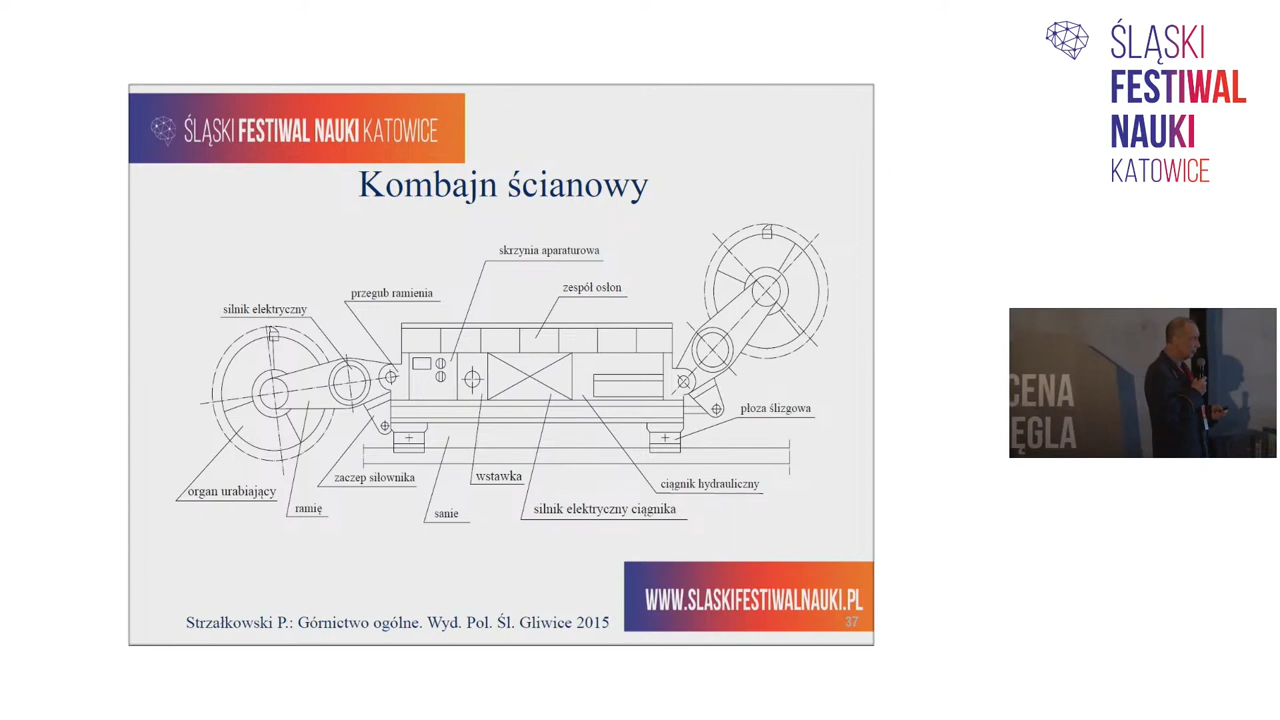 ŚLĄSKI
FESTIWAL
NAUKI
KATOWICE
ŚLĄSKI FESTIWAL NAUKI KATOWICE
Kombajn ścianowy
skrzynia aparaturowa
zespół osłon
przegub ramienia
silnik elektryczny
płoza ślizgowa
zaczep siłownika
wstawka
ciągnik hydrauliczny
organ urabiający
ramię
sanie
silnik elektryczny ciągnika
CENA
ĘGLA
WWW.SLASKIFESTIWALNAUKI.PL
Strzałkowski P.: Górnictwo ogólne. Wyd. Pol. Śl. Gliwice 2015
37